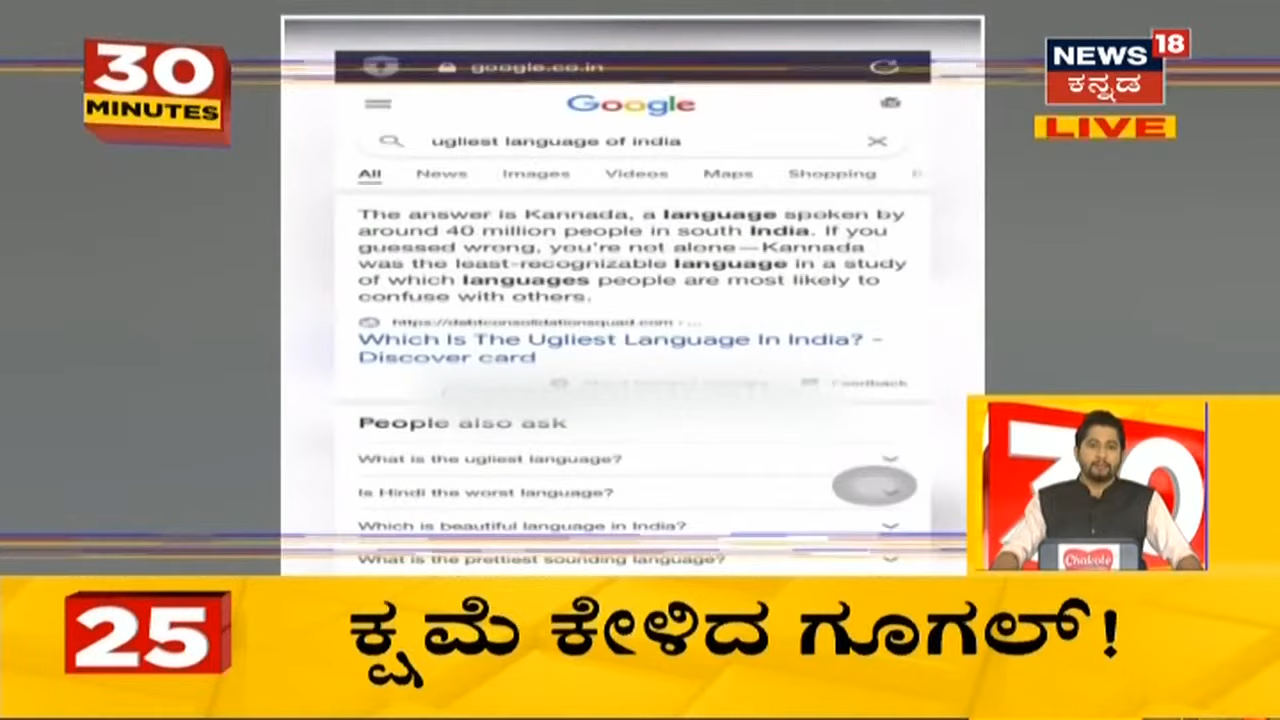 30
MINUTES
NEWS 18
ಕನ್ನಡ
LIVE
google.co.in
Google
ugliest language of india
All News Images Videos Maps Shopping
The answer is Kannada, a language spoken by
around 40 million people in south India. If you
guessed wrong, you're not alone—Kannada
was the least-recognizable language in a study
of which languages people are most likely to
confuse with others.
https://debtconsolidationsquad.com › ...
Which Is The Ugliest Language In India? -
Discover card
Feedback
People also ask
What is the ugliest language?
Is Hindi the worst language?
Which is beautiful language in India?
What is the prettiest sounding language?
30
Chakote
25
ಕ್ಷಮೆ ಕೇಳಿದ ಗೂಗಲ್!